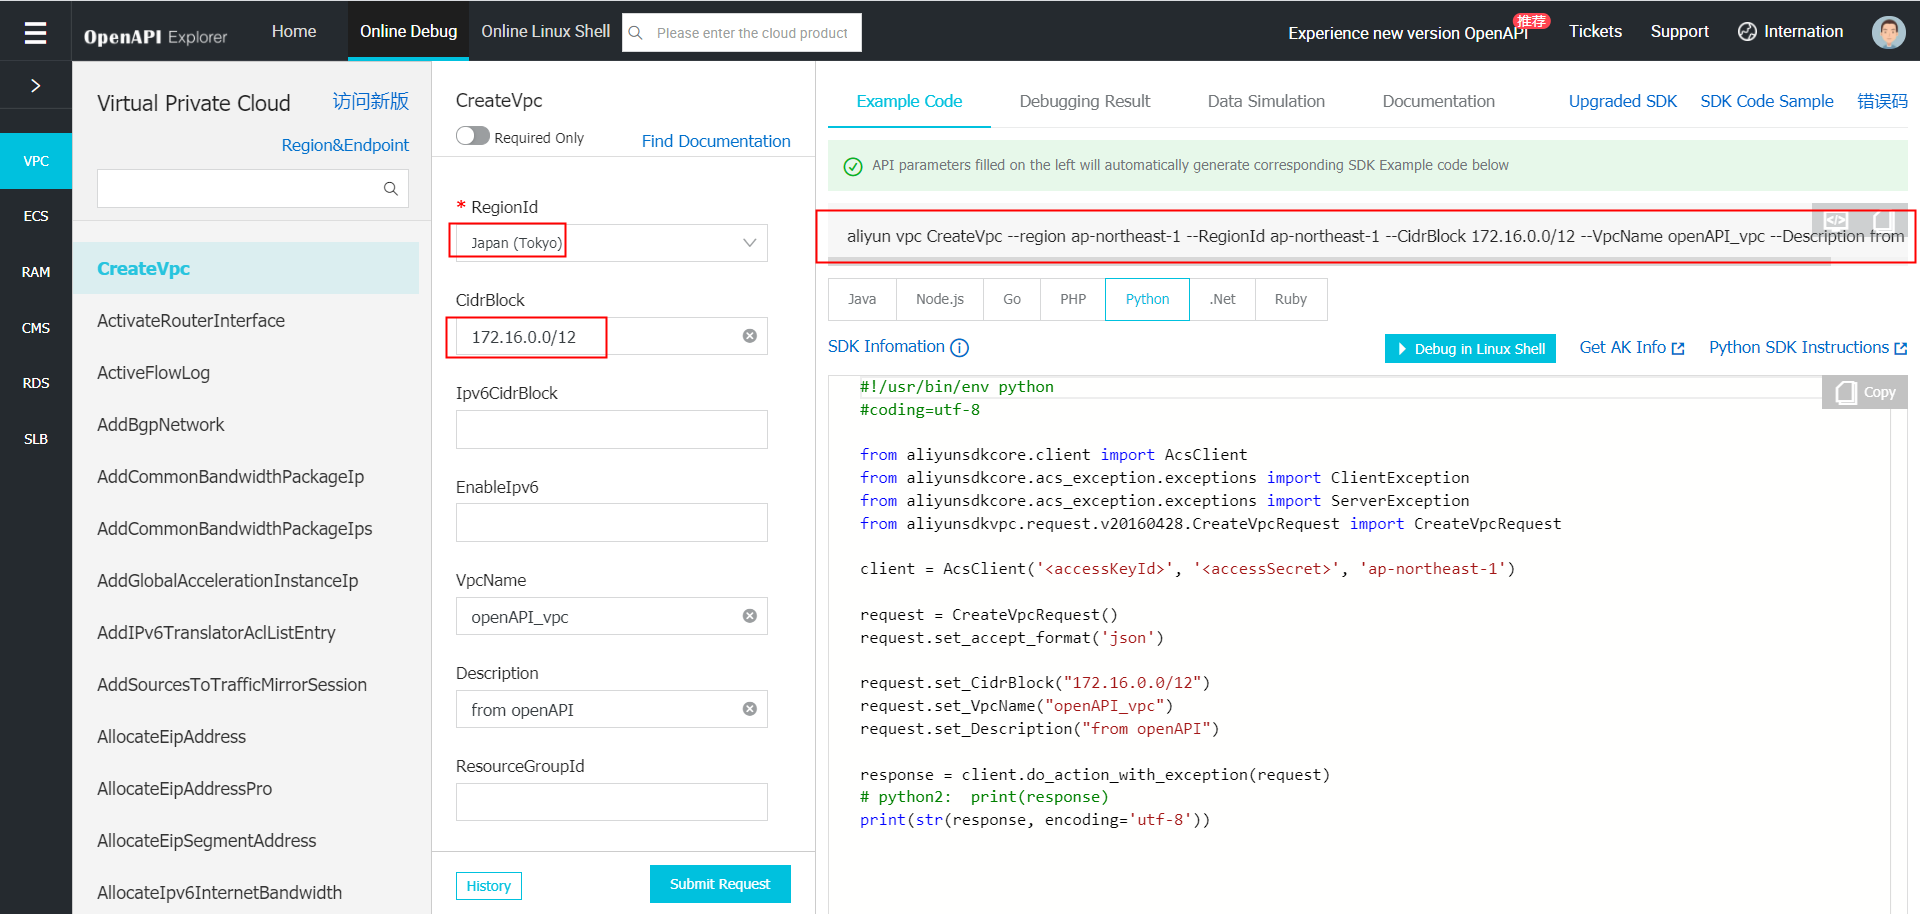 OpenAPI Explorer
Home
Online Debug
Online Linux Shell
Please enter the cloud product
Experience new version OpenAPI
推荐
Tickets
Support
Internation
VPC
ECS
RAM
CMS
RDS
SLB
Virtual Private Cloud
访问新版
Region&Endpoint
CreateVpc
ActivateRouterInterface
ActiveFlowLog
AddBgpNetwork
AddCommonBandwidthPackageIp
AddCommonBandwidthPackageIps
AddGlobalAccelerationInstanceIp
AddIPv6TranslatorAclListEntry
AddSourcesToTrafficMirrorSession
AllocateEipAddress
AllocateEipAddressPro
AllocateEipSegmentAddress
AllocateIpv6InternetBandwidth
CreateVpc
Required Only
Find Documentation
* RegionId
Japan (Tokyo)
CidrBlock
172.16.0.0/12
Ipv6CidrBlock
EnableIpv6
VpcName
openAPI_vpc
Description
from openAPI
ResourceGroupId
History
Submit Request
Example Code
Debugging Result
Data Simulation
Documentation
Upgraded SDK
SDK Code Sample
错误码
API parameters filled on the left will automatically generate corresponding SDK Example code below
aliyun vpc CreateVpc --region ap-northeast-1 --RegionId ap-northeast-1 --CidrBlock 172.16.0.0/12 --VpcName openAPI_vpc --Description from
Java
Node.js
Go
PHP
Python
.Net
Ruby
SDK Infomation
Debug in Linux Shell
Get AK Info
Python SDK Instructions
Copy
#!/usr/bin/env python
#coding=utf-8
from aliyunsdkcore.client import AcsClient
from aliyunsdkcore.acs_exception.exceptions import ClientException
from aliyunsdkcore.acs_exception.exceptions import ServerException
from aliyunsdkvpc.request.v20160428.CreateVpcRequest import CreateVpcRequest
client = AcsClient('<accessKeyId>', '<accessSecret>', 'ap-northeast-1')
request = CreateVpcRequest()
request.set_accept_format('json')
request.set_CidrBlock("172.16.0.0/12")
request.set_VpcName("openAPI_vpc")
request.set_Description("from openAPI")
response = client.do_action_with_exception(request)
# python2:  print(response)
print(str(response, encoding='utf-8'))